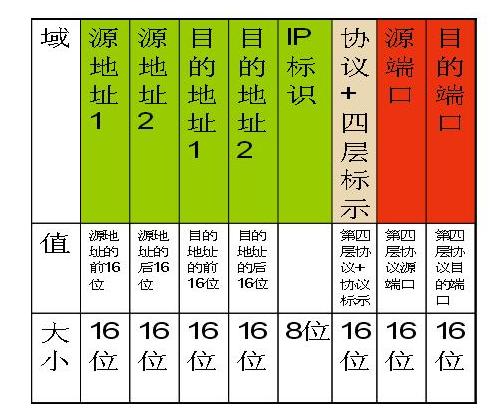 域 源地址1 源地址2 目的地址1 目的地址2 IP标识 协议+四层标示 源端口 目的端口
值 源地址的前16位 源地址的后16位 目的地址的前16位 目的地址的后16位 第四层协议+协议标示 第四层协议源端口 第四层协议目的端口
大小 16位 16位 16位 16位 8位 16位 16位 16位